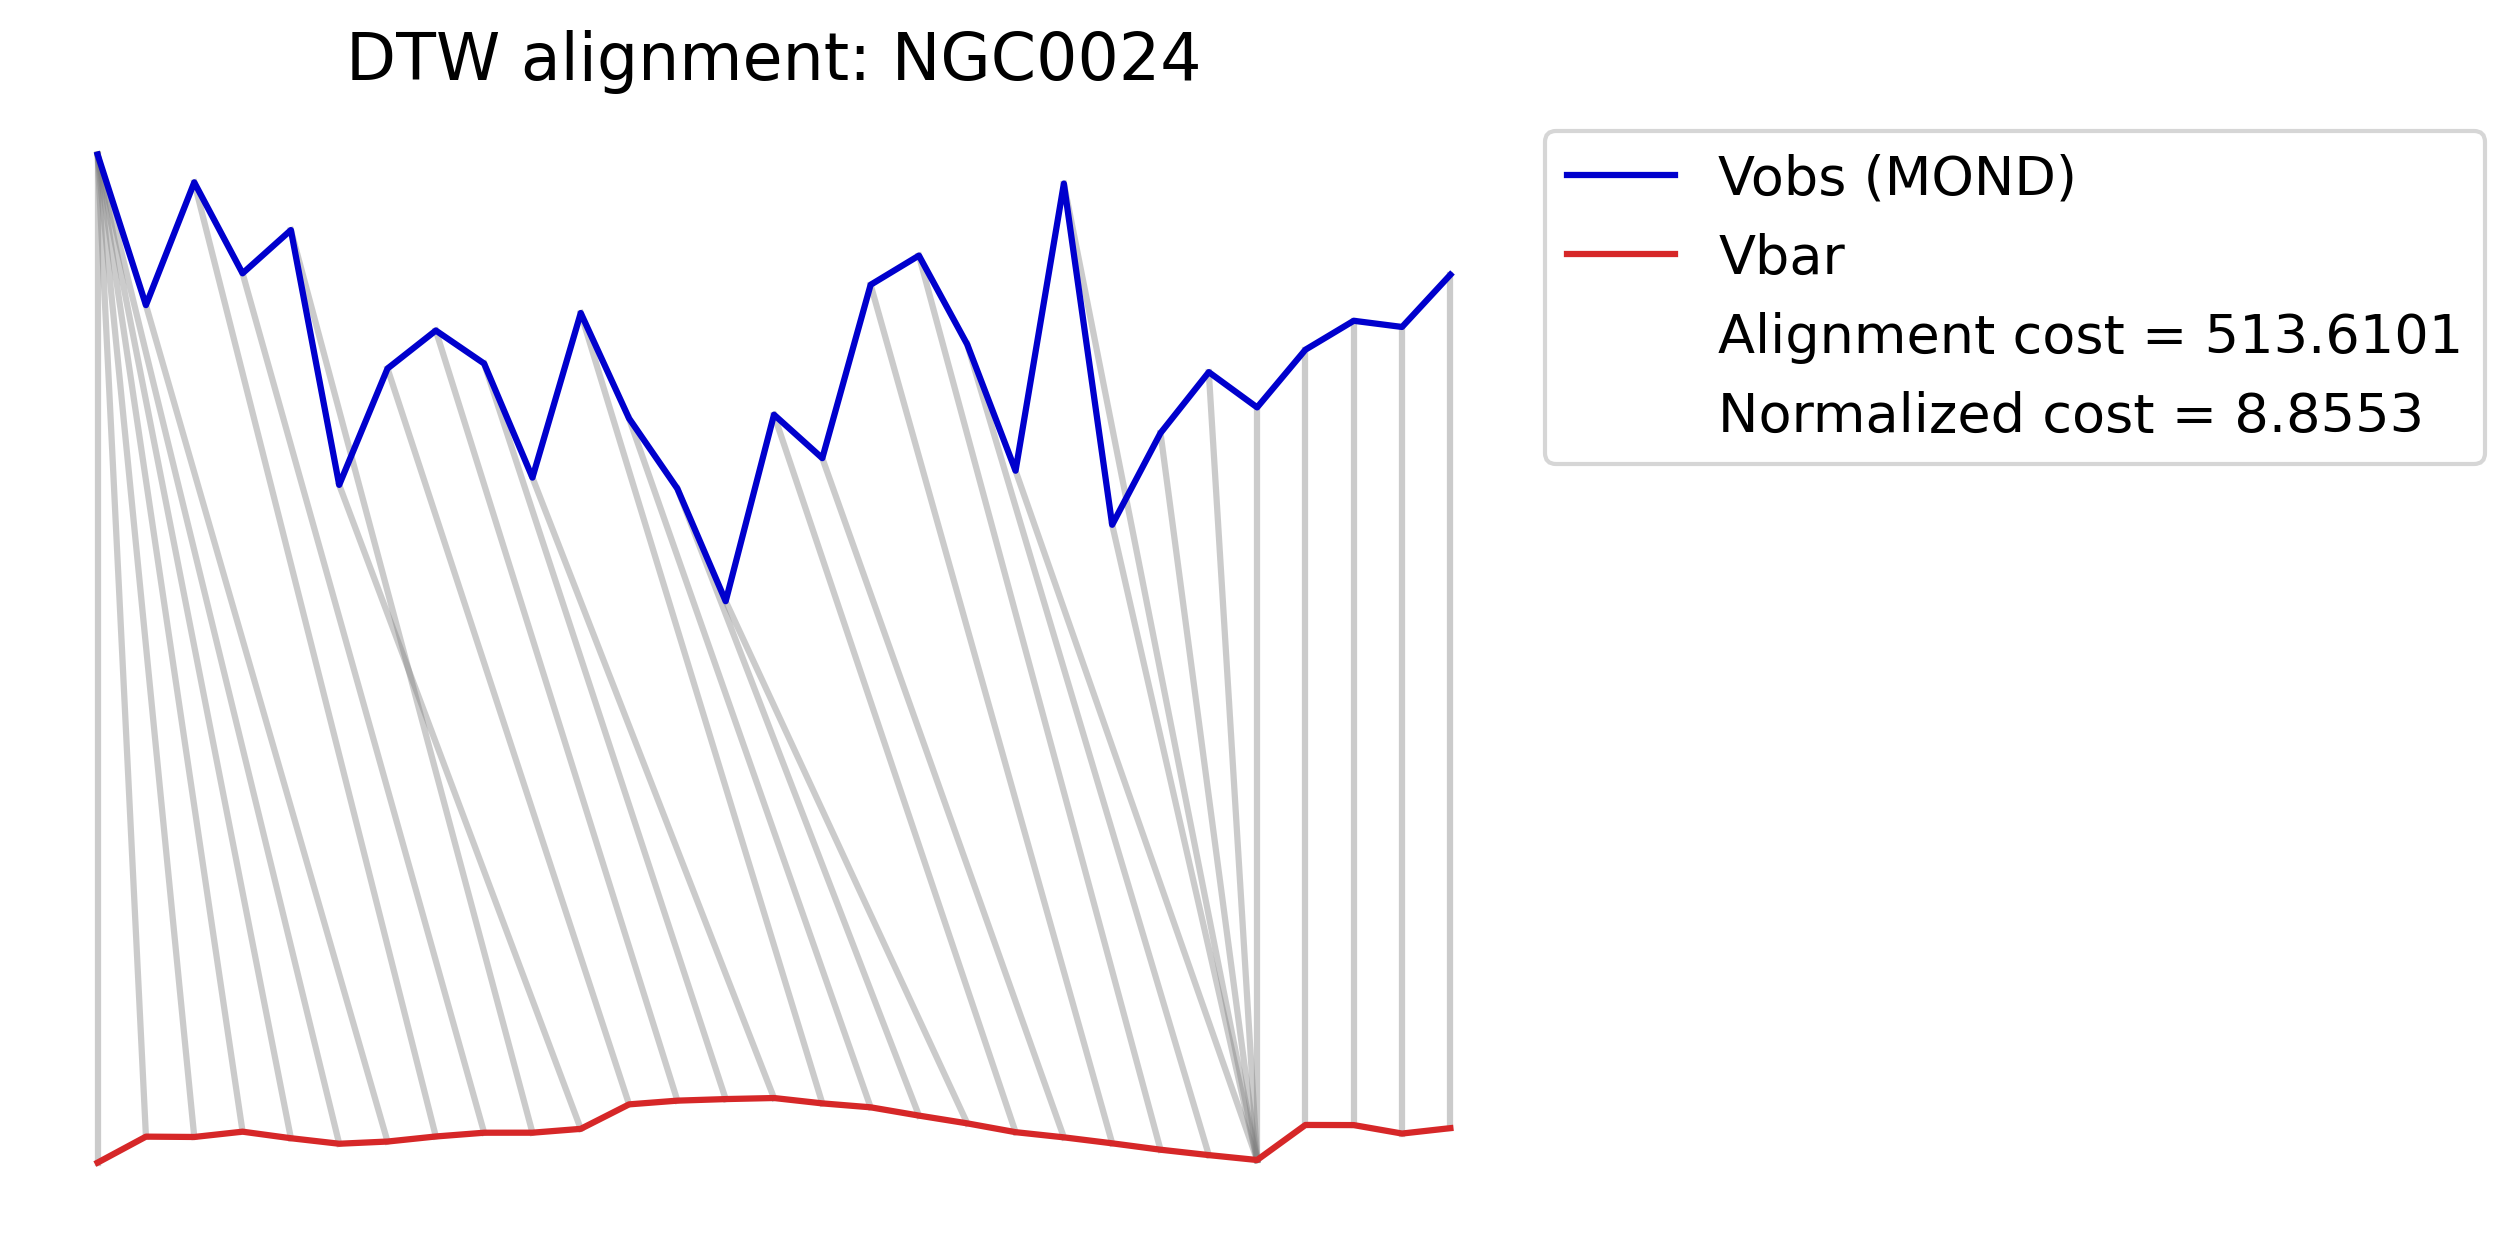 DTW alignment: NGC0024
Vobs (MOND)
Vbar
Alignment cost = 513.6101
Normalized cost = 8.8553